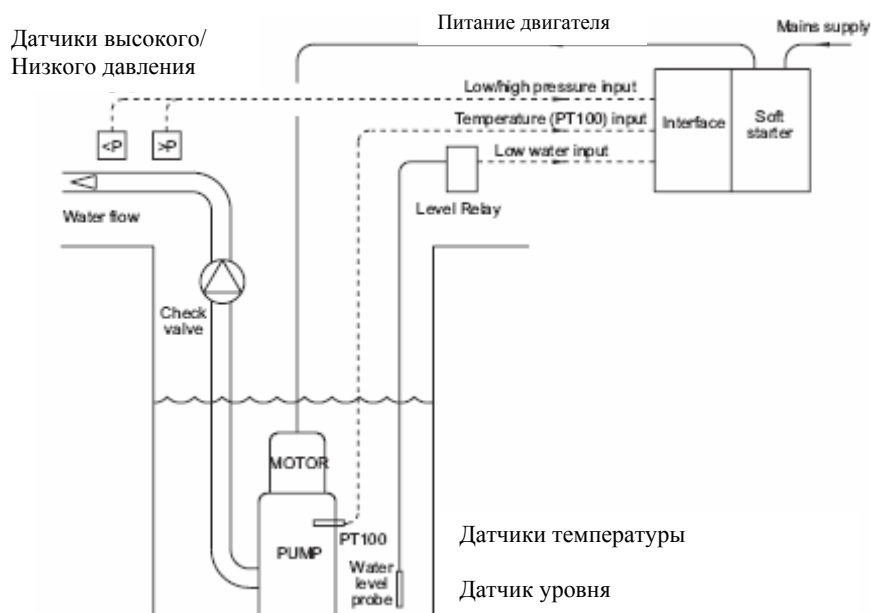 Питание двигателя
Mains supply
Датчики высокого/
Низкого давления
Low/high pressure input
Temperature (PT100) input
Interface
Soft
starter
<P
>P
Low water input
Level Relay
Water flow
Check
valve
MOTOR
PT100
PUMP
Датчики температуры
Water
level
probe
Датчик уровня